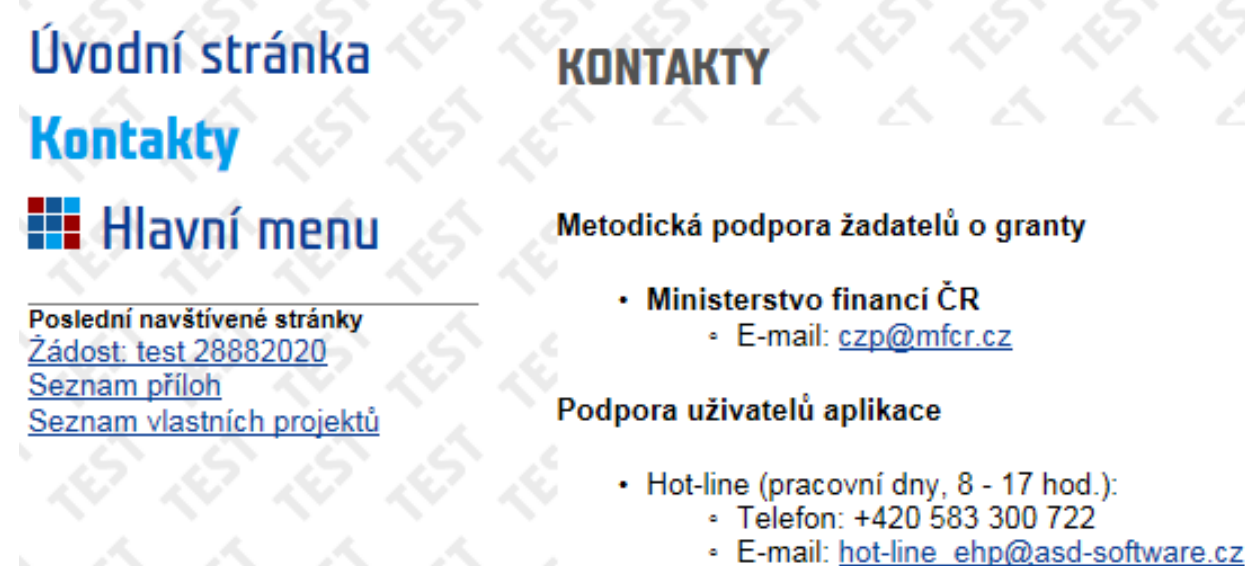 Úvodní stránka
Kontakty
Hlavní menu
Poslední navštívené stránky
Žádost: test 28882020
Seznam příloh
Seznam vlastních projektů
KONTAKTY
Metodická podpora žadatelů o granty
• Ministerstvo financí ČR
◦ E-mail: czp@mfcr.cz
Podpora uživatelů aplikace
• Hot-line (pracovní dny, 8 - 17 hod.):
◦ Telefon: +420 583 300 722
◦ E-mail: hot-line_ehp@asd-software.cz
TEST